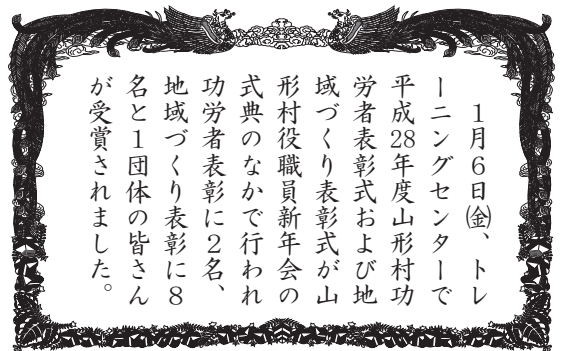 1月6日㈮、トレ
ーニングセンターで
平成28年度山形村功
労者表彰式および地
域づくり表彰式が山
形村役職員新年会の
式典のなかで行われ
功労者表彰に2名、
地域づくり表彰に8
名と1団体の皆さん
が受賞されました。